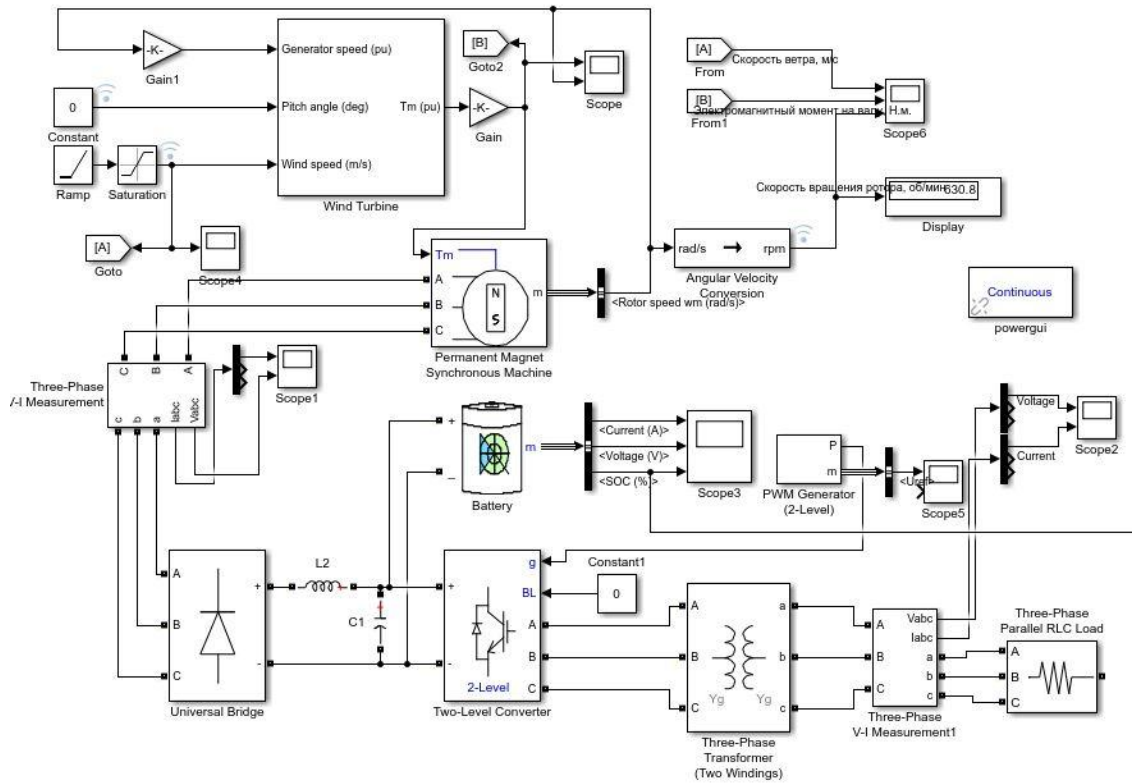 -K-
Gain1
Generator speed (pu)
Pitch angle (deg)
Wind speed (m/s)
Tm (pu)
Wind Turbine
0
Constant
Ramp
Saturation
[A]
Goto
Scope4
-K-
Gain
[B]
Goto2
Scope
[A]
From
Скорость ветра, м/с
[B]
From1
Электромагнитный момент на валу, Н.м.
Scope6
Скорость вращения ротора, об/мин
630.8
Display
Tm
A
B
C
m
N
S
Permanent Magnet
Synchronous Machine
<Rotor speed wm (rad/s)>
rad/s
rpm
Angular Velocity
Conversion
Continuous
powergui
Three-Phase
V-I Measurement
C
B
A
c
b
a
Iabc
Vabc
Scope1
+
–
m
Battery
<Current (A)>
<Voltage (V)>
<SOC (%)>
Scope3
P
m
PWM Generator
(2-Level)
<Uref>
Scope5
Voltage
Current
Scope2
A
B
C
+
-
Universal Bridge
L2
+
C1
+
+
-
g
BL
A
B
C
2-Level
Two-Level Converter
Constant1
0
A
B
C
a
b
c
Yg
Yg
Three-Phase
Transformer
(Two Windings)
A
B
C
Vabc
Iabc
a
b
c
Three-Phase
V-I Measurement1
Three-Phase
Parallel RLC Load
A
B
C